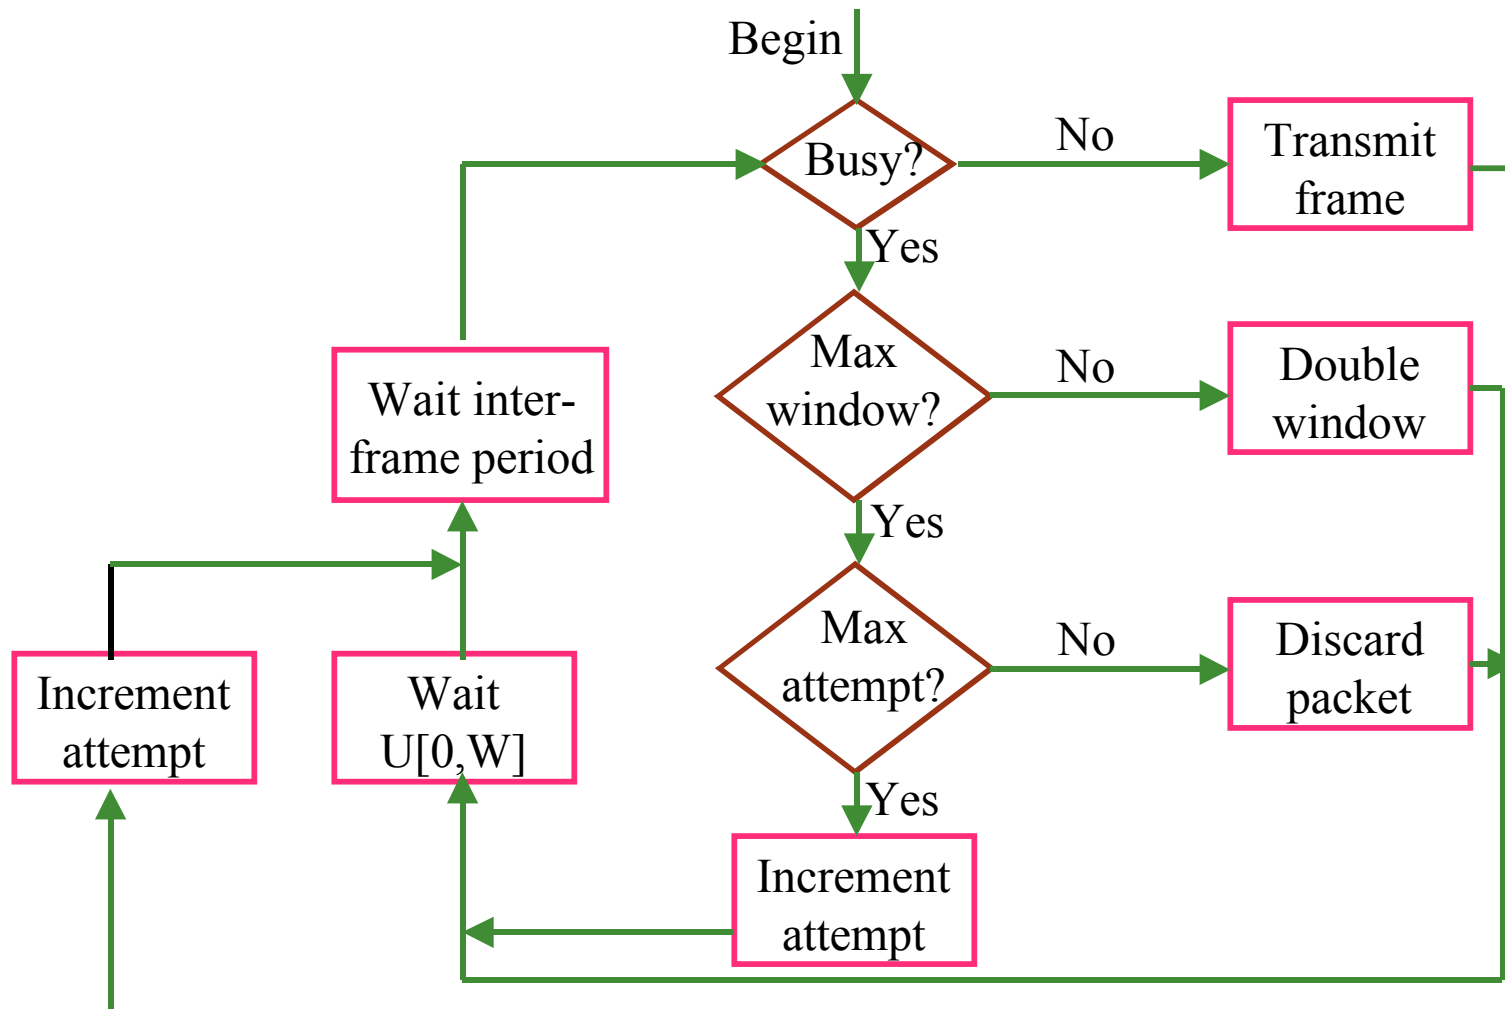 Begin
Busy?
No
Transmit
frame
Yes
Max
window?
No
Double
window
Wait inter-
frame period
Yes
Max
attempt?
No
Discard
packet
Increment
attempt
Wait
U[0,W]
Yes
Increment
attempt